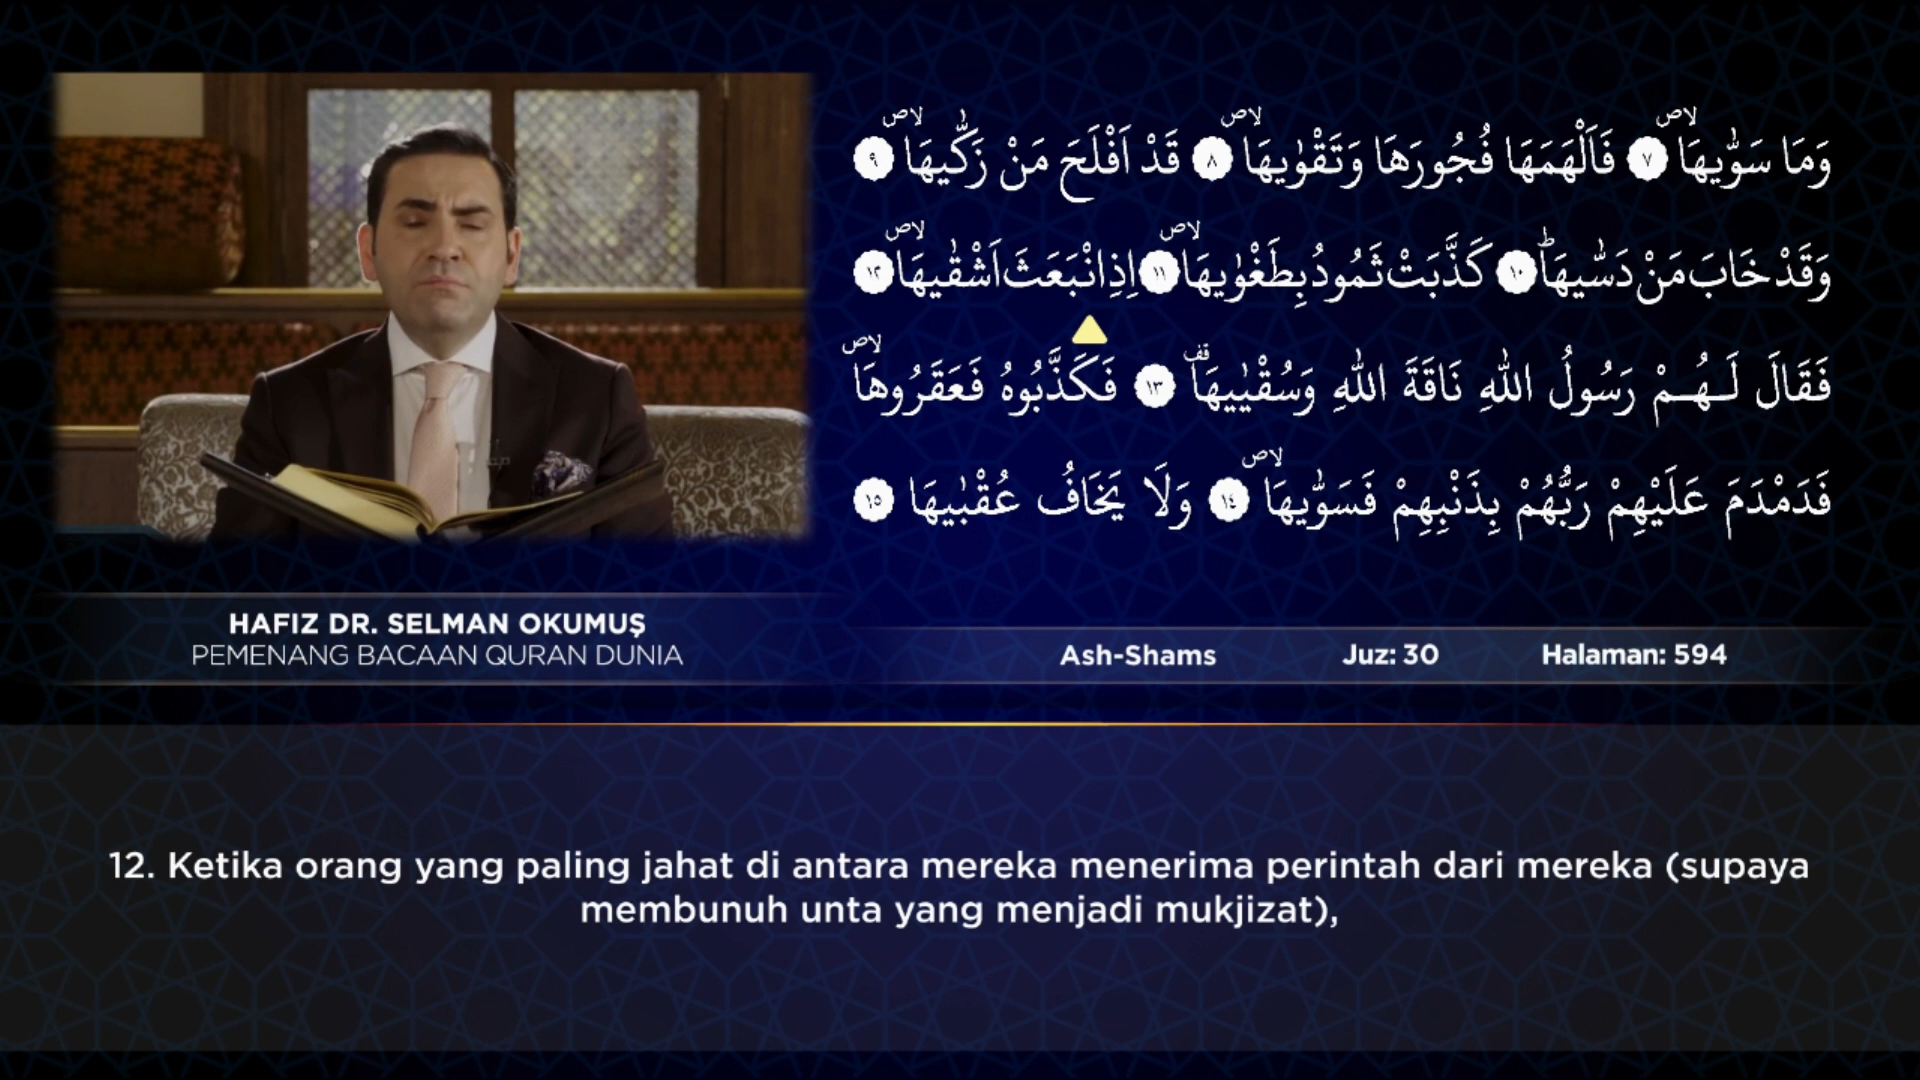 وَمَا سَوّٰيهَاۙۖ ٧ فَاَلْهَمَهَا فُجُورَهَا وَتَقْوٰيهَاۙۖ ٨ قَدْ اَفْلَحَ مَنْ زَكّٰيهَاۙۖ ٩
وَقَدْ خَابَ مَنْ دَسّٰيهَاۜ ١٠ كَذَّبَتْ ثَمُودُ بِطَغْوٰيهَاۙۖ ١١ اِذِ انْبَعَثَ اَشْقٰيهَاۙۖ ١٢
فَقَالَ لَهُمْ رَسُولُ اللّٰهِ نَاقَةَ اللّٰهِ وَسُقْيٰيهَا قف ١٣ فَكَذَّبُوهُ فَعَقَرُوهَاۙۖ
فَدَمْدَمَ عَلَيْهِمْ رَبُّهُمْ بِذَنْبِهِمْ فَسَوّٰيهَاۙۖ ١٤ وَلَا يَخَافُ عُقْبٰيهَا ١٥
HAFIZ DR. SELMAN OKUMUŞ
PEMENANG BACAAN QURAN DUNIA
Ash-Shams Juz: 30 Halaman: 594
12. Ketika orang yang paling jahat di antara mereka menerima perintah dari mereka (supaya
membunuh unta yang menjadi mukjizat),